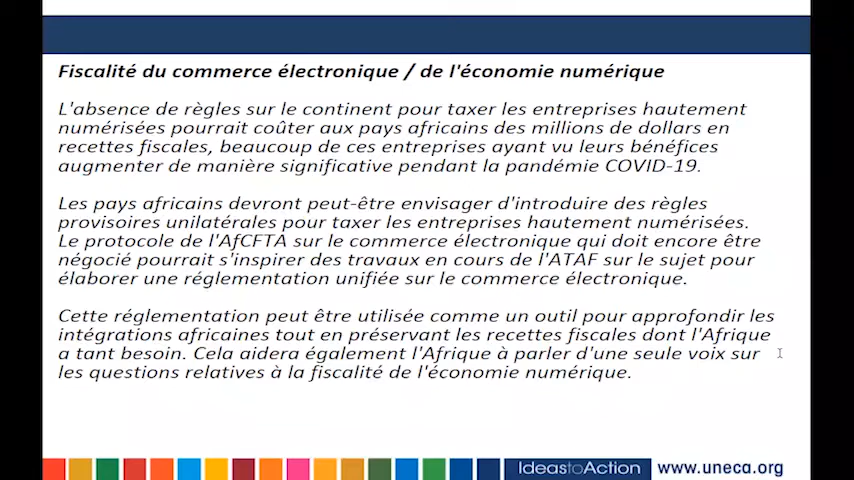 Fiscalité du commerce électronique / de l'économie numérique
L'absence de règles sur le continent pour taxer les entreprises hautement
numérisées pourrait coûter aux pays africains des millions de dollars en
recettes fiscales, beaucoup de ces entreprises ayant vu leurs bénéfices
augmenter de manière significative pendant la pandémie COVID-19.
Les pays africains devront peut-être envisager d'introduire des règles
provisoires unilatérales pour taxer les entreprises hautement numérisées.
Le protocole de l'AfCFTA sur le commerce électronique qui doit encore être
négocié pourrait s'inspirer des travaux en cours de l'ATAF sur le sujet pour
élaborer une réglementation unifiée sur le commerce électronique.
Cette réglementation peut être utilisée comme un outil pour approfondir les
intégrations africaines tout en préservant les recettes fiscales dont l'Afrique
a tant besoin. Cela aidera également l'Afrique à parler d'une seule voix sur
les questions relatives à la fiscalité de l'économie numérique.
IdeastoAction www.uneca.org